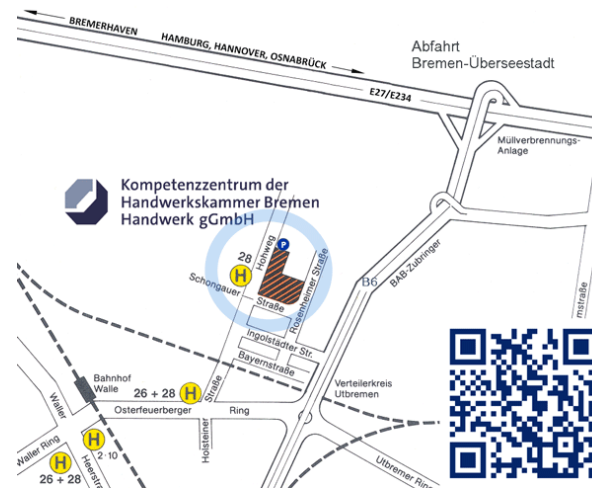 BREMERHAVEN
HAMBURG, HANNOVER, OSNABRÜCK
E27/E234
Abfahrt
Bremen-Überseestadt
Müllverbrennungs-
Anlage
Kompetenzzentrum der
Handwerkskammer Bremen
Handwerk gGmbH
P
Hohweg
28
H
Schongauer
Straße
Rosenheimer Straße
B6
BAB-Zubringer
mstraße
Ingolstädter Str.
Bayernstraße
Bahnhof
Walle
26 + 28 H
Straße
Verteilerkreis
Utbremen
Osterfeuerberger Ring
Holsteiner
Waller
Waller Ring
H
2·10
H
26 + 28
Heerstra
Utbremer Ring